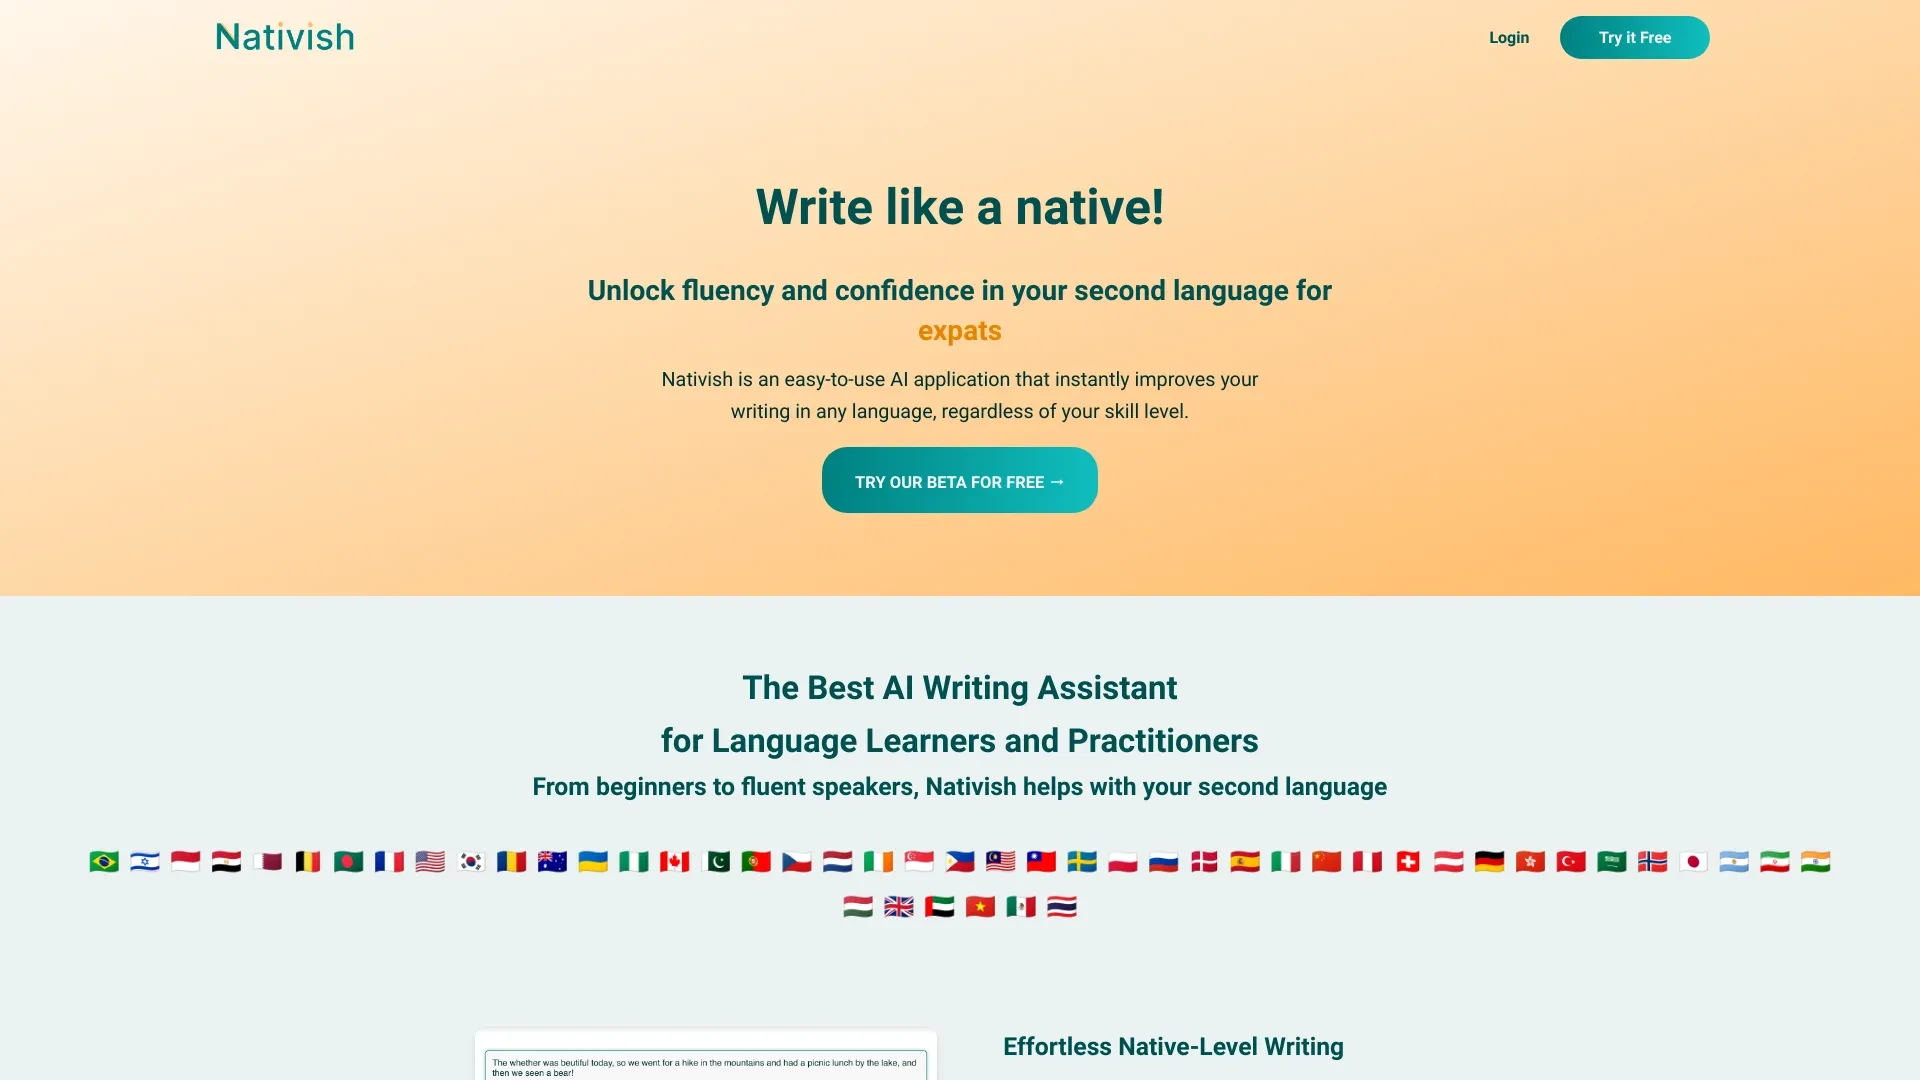 Nativish
Login
Try it Free
Write like a native!
Unlock fluency and confidence in your second language for
expats
Nativish is an easy-to-use AI application that instantly improves your
writing in any language, regardless of your skill level.
TRY OUR BETA FOR FREE →
The Best AI Writing Assistant
for Language Learners and Practitioners
From beginners to fluent speakers, Nativish helps with your second language
The whether was beutiful today, so we went for a hike in the mountains and had a picnic lunch by the lake, and
then we seen a bear!
Effortless Native-Level Writing